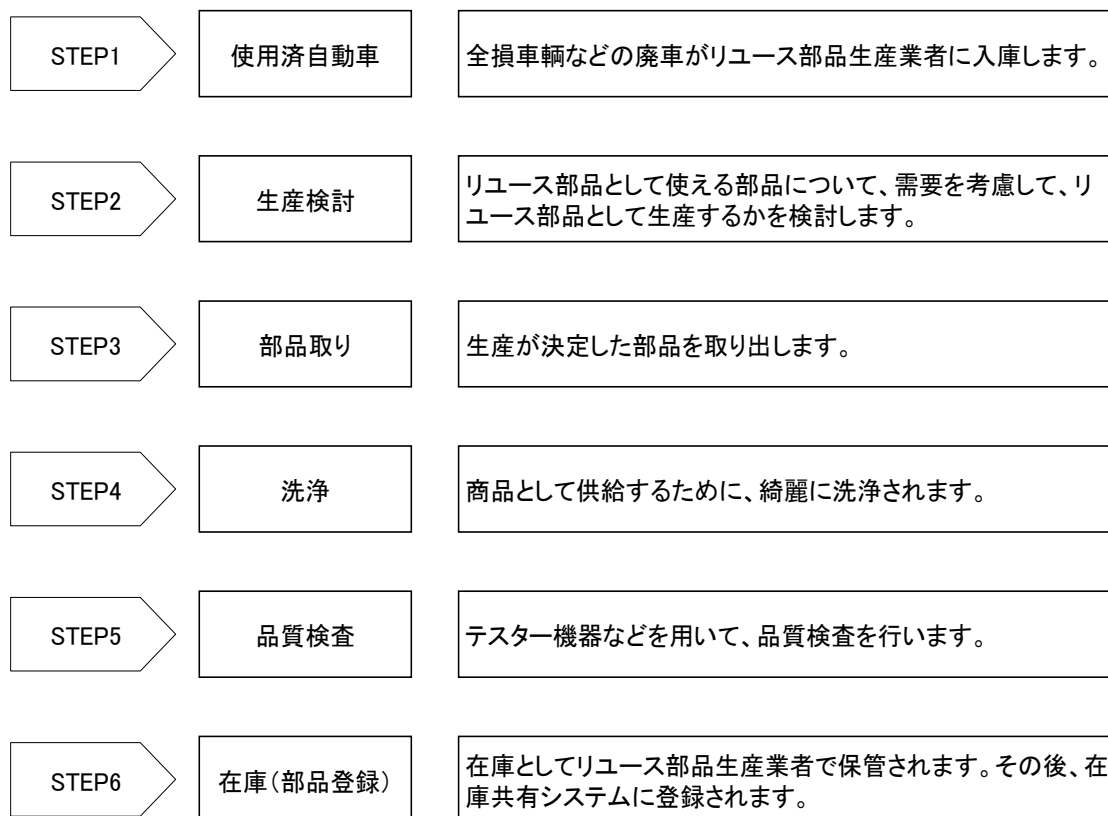 STEP1
使用済自動車
全損車輌などの廃車がリユース部品生産業者に入庫します。
STEP2
生産検討
リユース部品として使える部品について、需要を考慮して、リ
ユース部品として生産するかを検討します。
STEP3
部品取り
生産が決定した部品を取り出します。
STEP4
洗浄
商品として供給するために、綺麗に洗浄されます。
STEP5
品質検査
テスター機器などを用いて、品質検査を行います。
STEP6
在庫（部品登録）
在庫としてリユース部品生産業者で保管されます。その後、在
庫共有システムに登録されます。